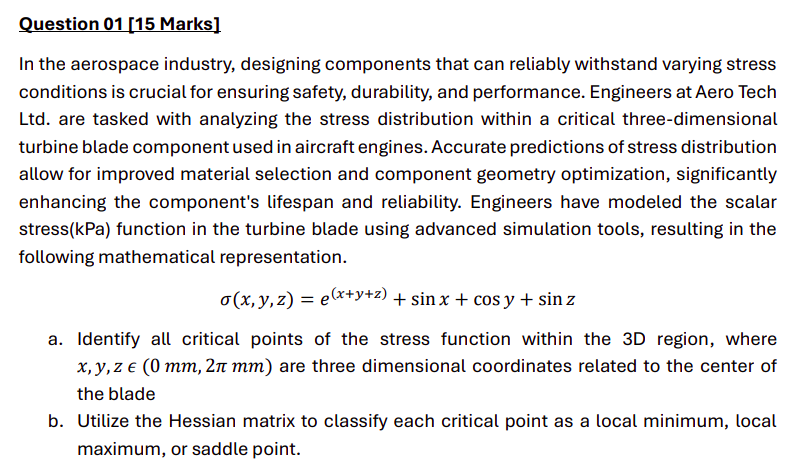 Question 01 [15 Marks]
In the aerospace industry, designing components that can reliably withstand varying stress
conditions is crucial for ensuring safety, durability, and performance. Engineers at Aero Tech
Ltd. are tasked with analyzing the stress distribution within a critical three-dimensional
turbine blade component used in aircraft engines. Accurate predictions of stress distribution
allow for improved material selection and component geometry optimization, significantly
enhancing the component's lifespan and reliability. Engineers have modeled the scalar
stress(kPa) function in the turbine blade using advanced simulation tools, resulting in the
following mathematical representation.
σ(x, y, z) = e^(x+y+z) + sin x + cos y + sin z
a. Identify all critical points of the stress function within the 3D region, where
x, y, z ϵ (0 mm, 2π mm) are three dimensional coordinates related to the center of
the blade
b. Utilize the Hessian matrix to classify each critical point as a local minimum, local
maximum, or saddle point.